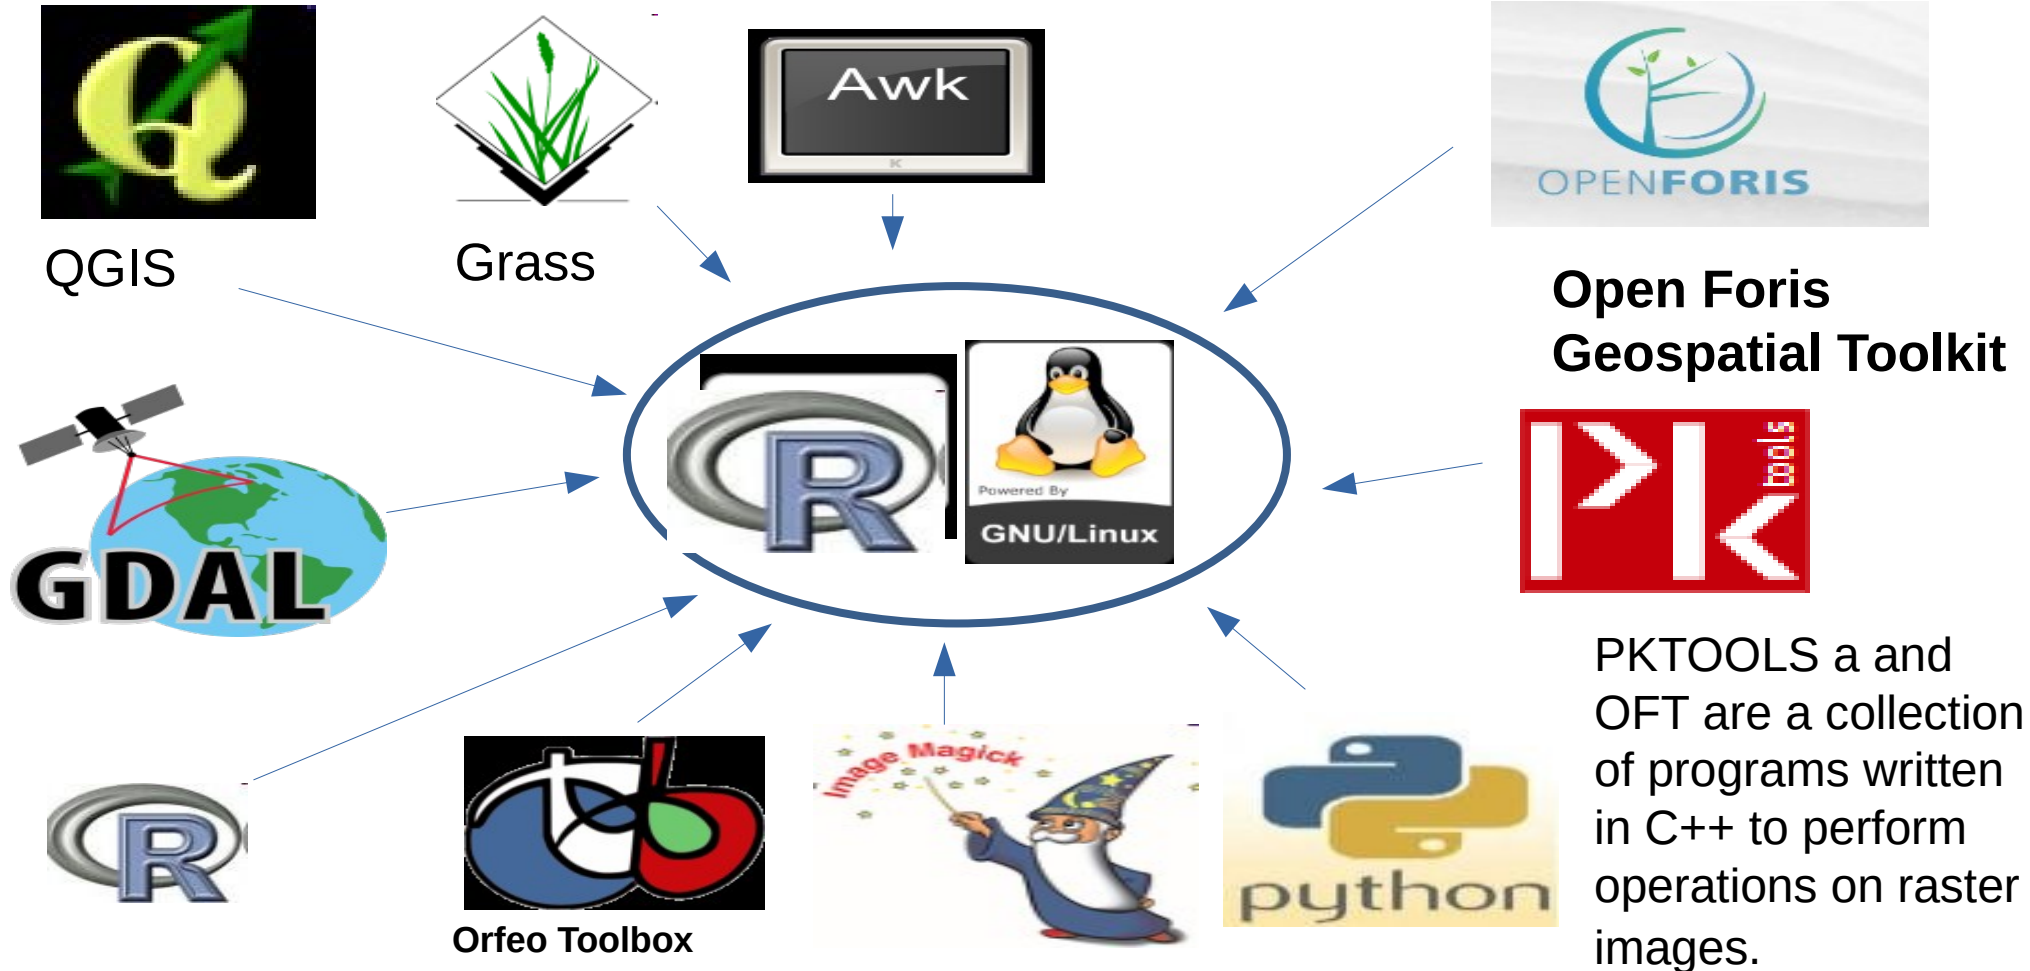 Awk
K
OPENFORIS
QGIS
Grass
Open Foris
Geospatial Toolkit
R
Powered By
GNU/Linux
PK
tools
GDAL
PKTOOLS a and
OFT are a collection
of programs written
in C++ to perform
operations on raster
images.
R
Orfeo Toolbox
Image Magick
python